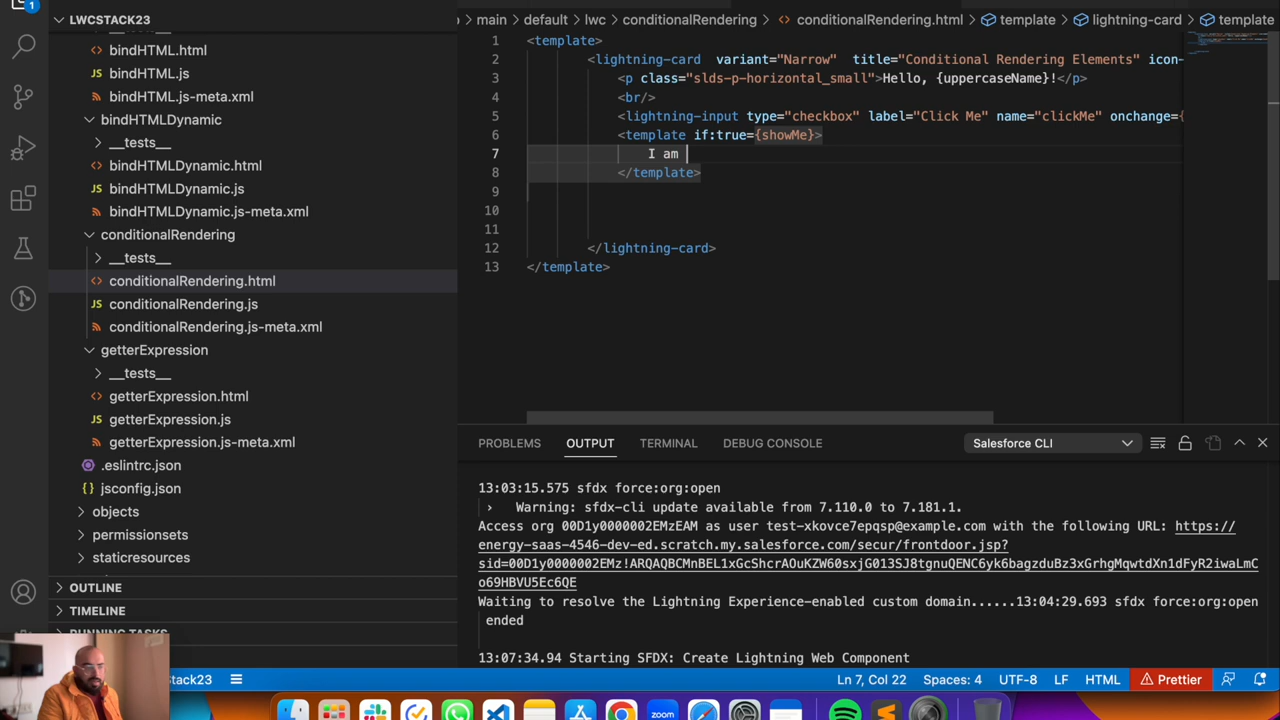 1
LWCSTACK23
main > default > lwc > conditionalRendering > conditionalRendering.html > template > lightning-card > template
bindHTML.html
bindHTML.js
bindHTML.js-meta.xml
bindHTMLDynamic
__tests__
bindHTMLDynamic.html
bindHTMLDynamic.js
bindHTMLDynamic.js-meta.xml
conditionalRendering
__tests__
conditionalRendering.html
conditionalRendering.js
conditionalRendering.js-meta.xml
getterExpression
__tests__
getterExpression.html
getterExpression.js
getterExpression.js-meta.xml
.eslintrc.json
jsconfig.json
objects
permissionsets
staticresources
OUTLINE
TIMELINE
RUNNING TASKS
1 <template>
2 <lightning-card variant="Narrow" title="Conditional Rendering Elements" icon-
3 <p class="slds-p-horizontal_small">Hello, {uppercaseName}!</p>
4 <br/>
5 <lightning-input type="checkbox" label="Click Me" name="clickMe" onchange={
6 <template if:true={showMe}>
7 I am
8 </template>
9
10
11
12 </lightning-card>
13 </template>
PROBLEMS OUTPUT TERMINAL DEBUG CONSOLE Salesforce CLI
13:03:15.575 sfdx force:org:open
› Warning: sfdx-cli update available from 7.110.0 to 7.181.1.
Access org 00D1y0000002EMzEAM as user test-xkovce7epqsp@example.com with the following URL: https://
energy-saas-4546-dev-ed.scratch.my.salesforce.com/secur/frontdoor.jsp?
sid=00D1y0000002EMz!ARQAQBCMnBEL1xGcShcrAOuKZW60sxjG013SJ8tgnuQENC6yk6bagzduBz3xGrhgMqwtdXn1dFyR2iwaLmC
o69HBVU5Ec6QE
Waiting to resolve the Lightning Experience-enabled custom domain......13:04:29.693 sfdx force:org:open
ended
13:07:34.94 Starting SFDX: Create Lightning Web Component
Stack23 Ln 7, Col 22 Spaces: 4 UTF-8 LF HTML Prettier
zoom